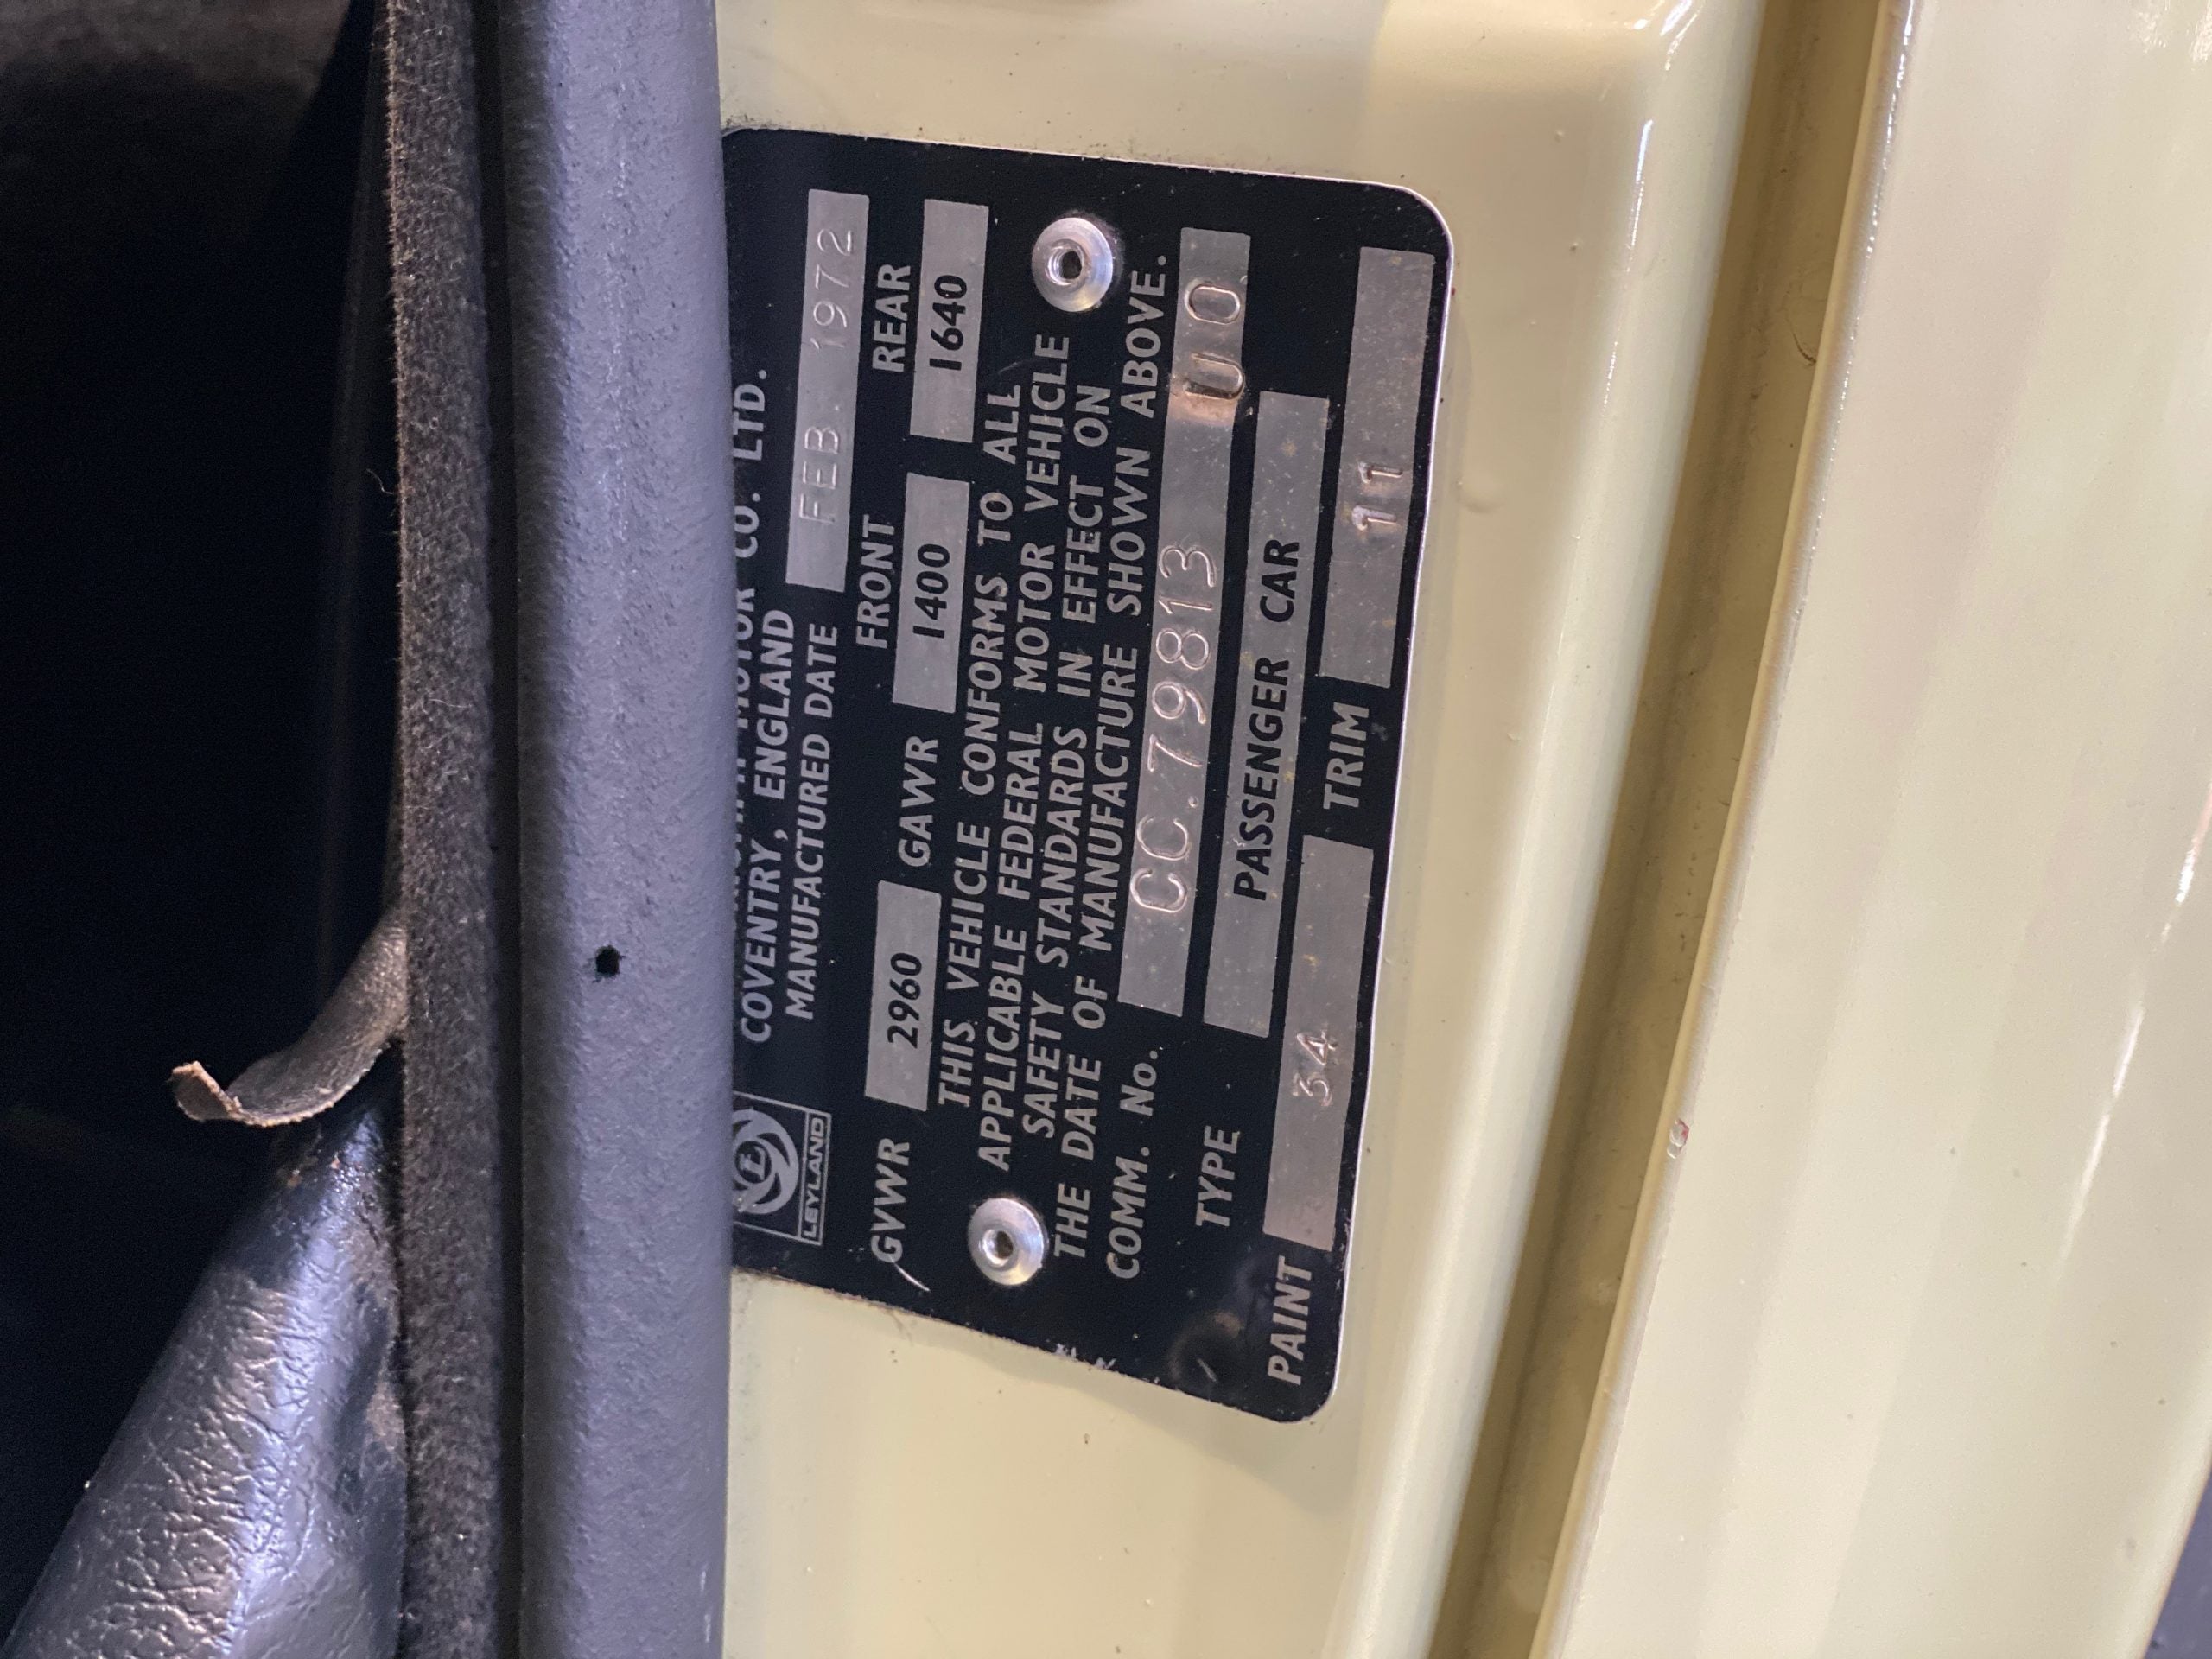 CO. LTD.
COVENTRY, ENGLAND
LEYLAND
MANUFACTURED DATE FEB. 1972
FRONT REAR
GVWR 2960 GAWR 1400 1640
THIS VEHICLE CONFORMS TO ALL
APPLICABLE FEDERAL MOTOR VEHICLE
SAFETY STANDARDS IN EFFECT ON
THE DATE OF MANUFACTURE SHOWN ABOVE.
COMM. No. CC.79813 UO
TYPE PASSENGER CAR
PAINT 34 TRIM 11